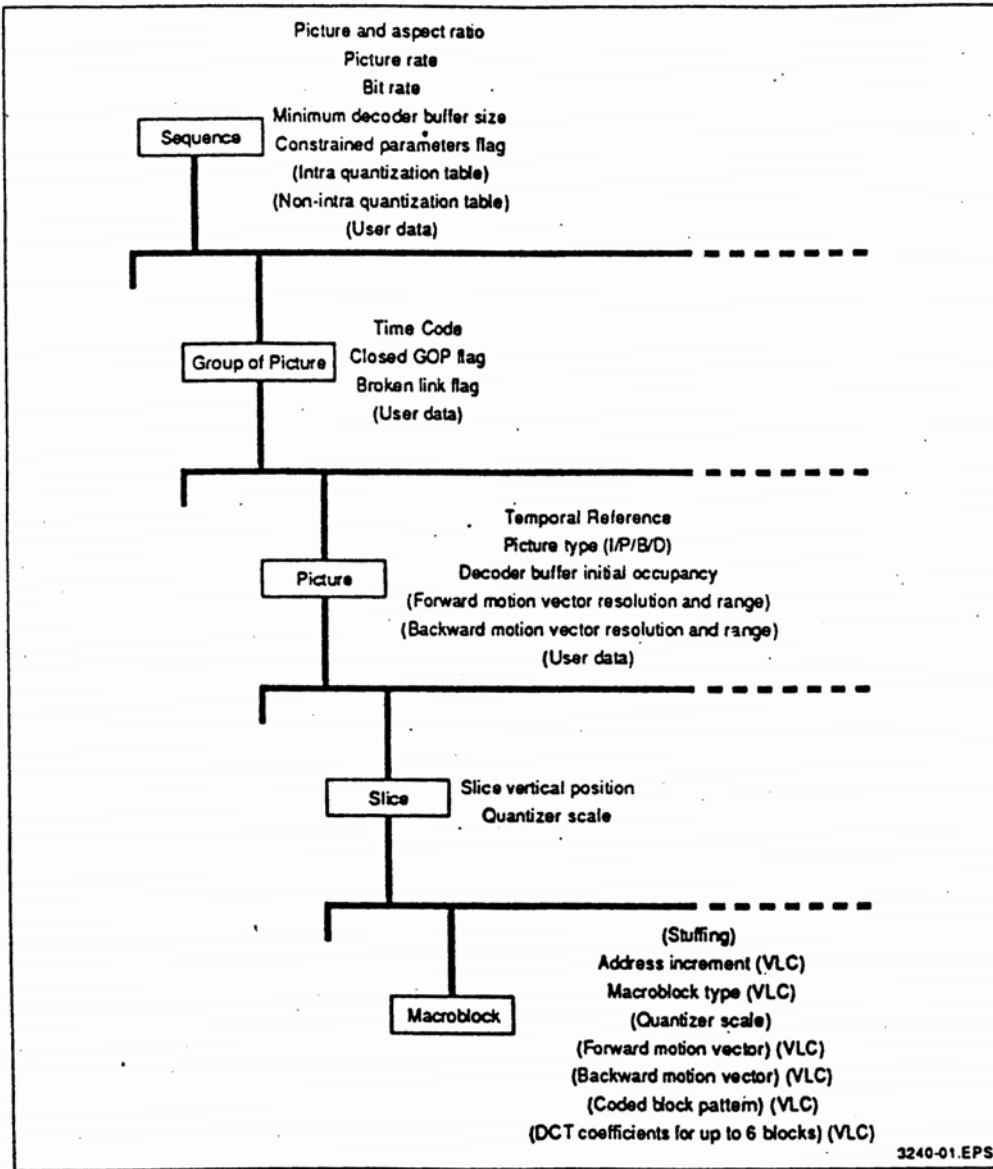 Picture and aspect ratio
Picture rate
Bit rate
Minimum decoder buffer size
Sequence
Constrained parameters flag
(Intra quantization table)
(Non-intra quantization table)
(User data)
Time Code
Group of Picture
Closed GOP flag
Broken link flag
(User data)
Temporal Reference
Picture type (I/P/B/D)
Picture
Decoder buffer initial occupancy
(Forward motion vector resolution and range)
(Backward motion vector resolution and range)
(User data)
Slice
Slice vertical position
Quantizer scale
(Stuffing)
Address increment (VLC)
Macroblock type (VLC)
Macroblock
(Quantizer scale)
(Forward motion vector) (VLC)
(Backward motion vector) (VLC)
(Coded block pattern) (VLC)
(DCT coefficients for up to 6 blocks) (VLC)
3240-01.EPS